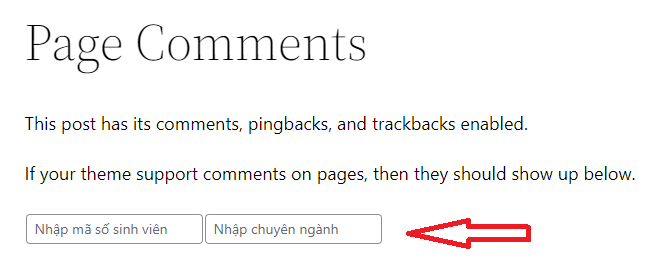 Page Comments
This post has its comments, pingbacks, and trackbacks enabled.
If your theme support comments on pages, then they should show up below.
Nhập mã số sinh viên Nhập chuyên ngành